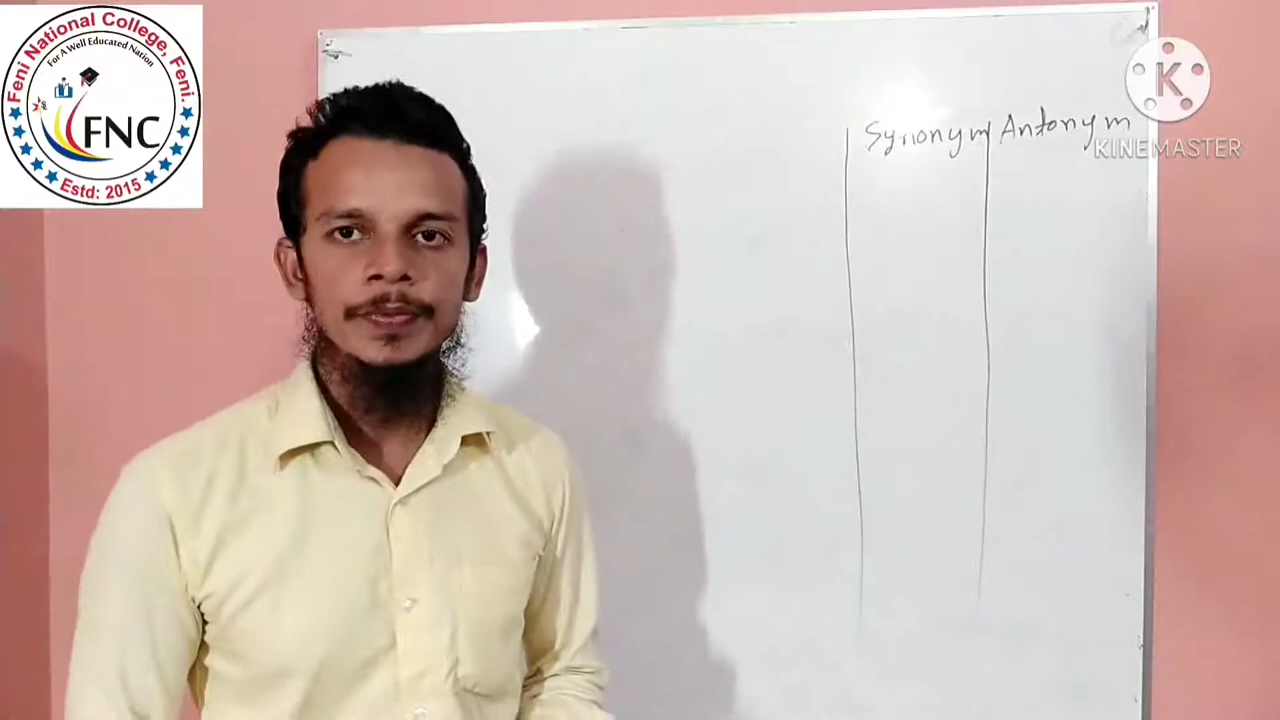 Feni National College, Feni.
For A Well Educated Nation
FNC
Estd: 2015
Synonym Antonym
K
KINEMASTER